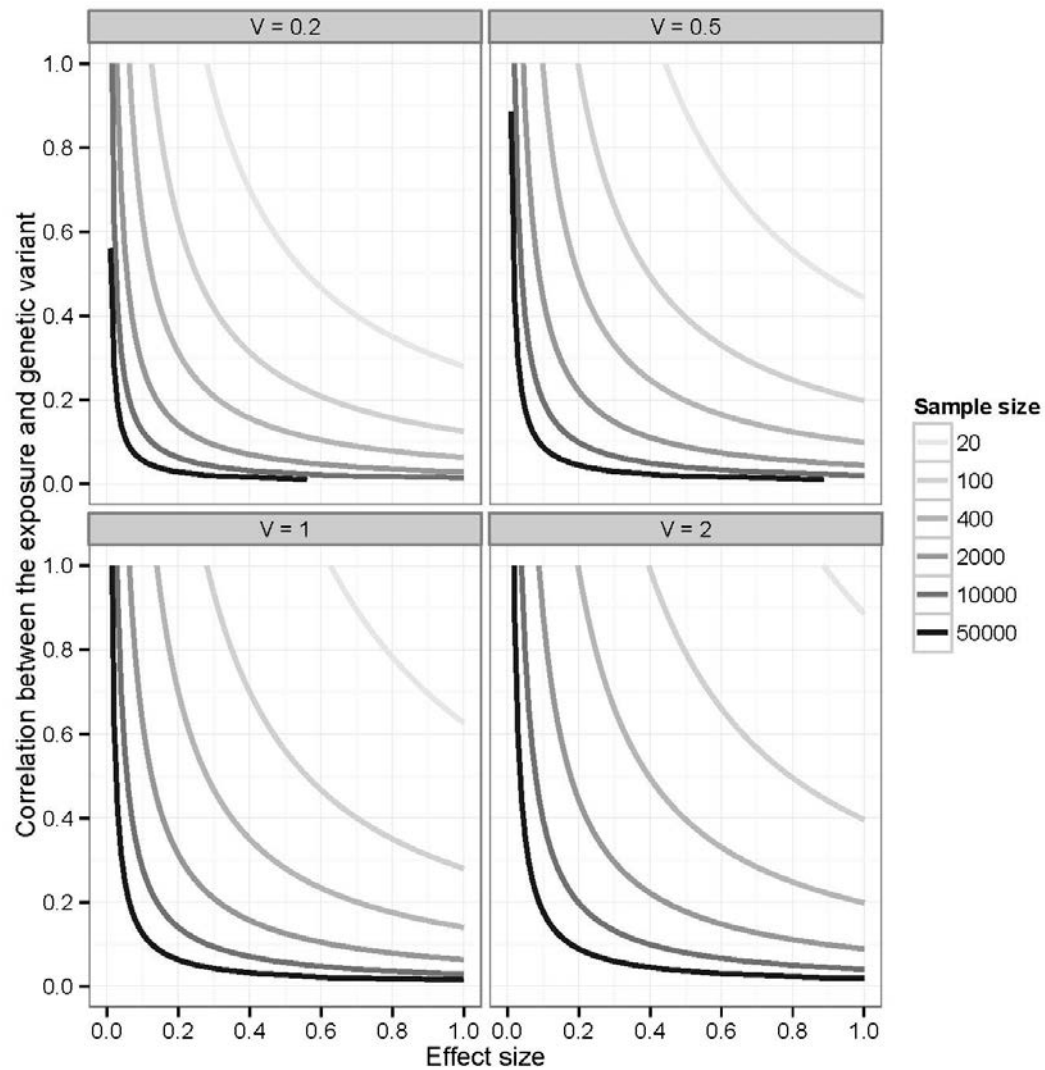 V = 0.2
V = 0.5
1.0
0.8
0.6
0.4
0.2
0.0
V = 1
V = 2
1.0
0.8
0.6
0.4
0.2
0.0
0.0 0.2 0.4 0.6 0.8 1.0
0.0 0.2 0.4 0.6 0.8 1.0
Effect size
Correlation between the exposure and genetic variant
Sample size
20
100
400
2000
10000
50000